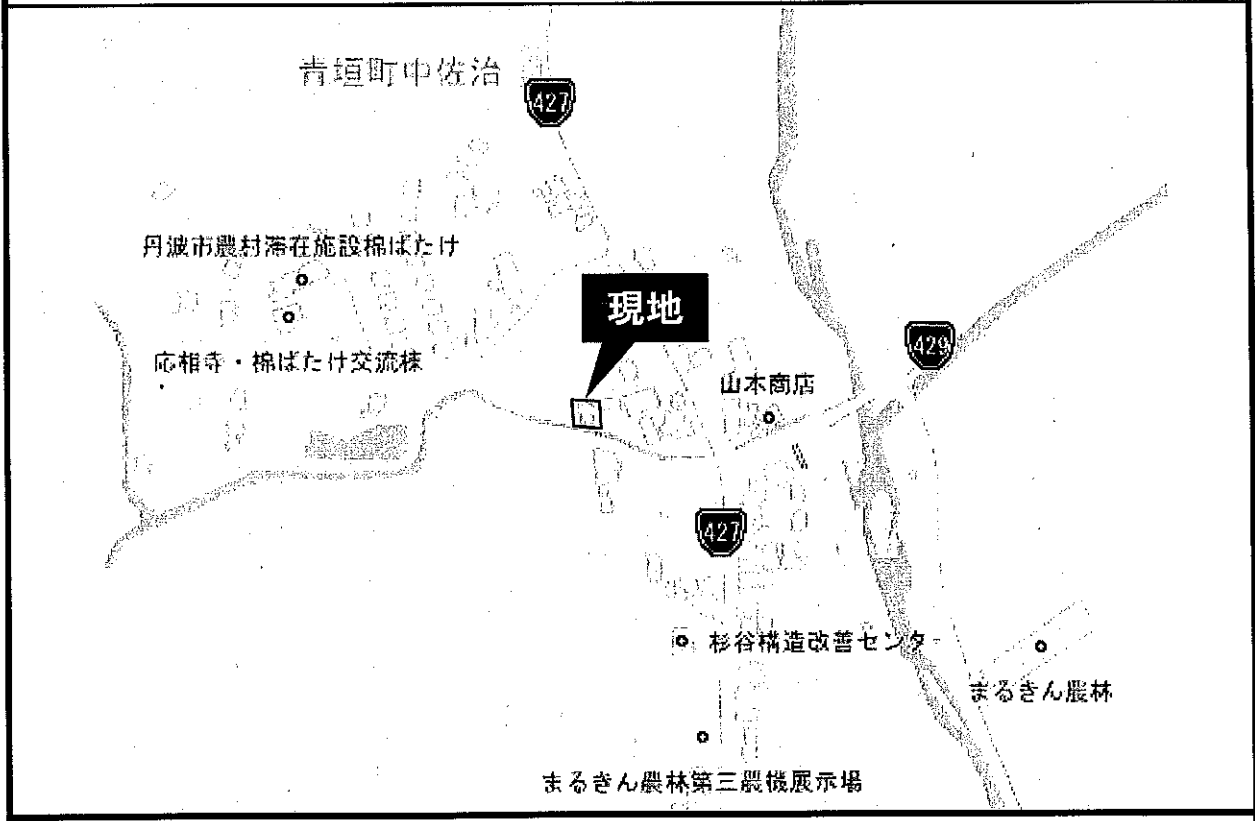 青垣町中佐治
427
丹波市農村滞在施設棉ばたけ
現地
応相寺・棉ばたけ交流棟
429
山本商店
427
杉谷構造改善センター
まるきん農林
まるきん農林第三農機展示場